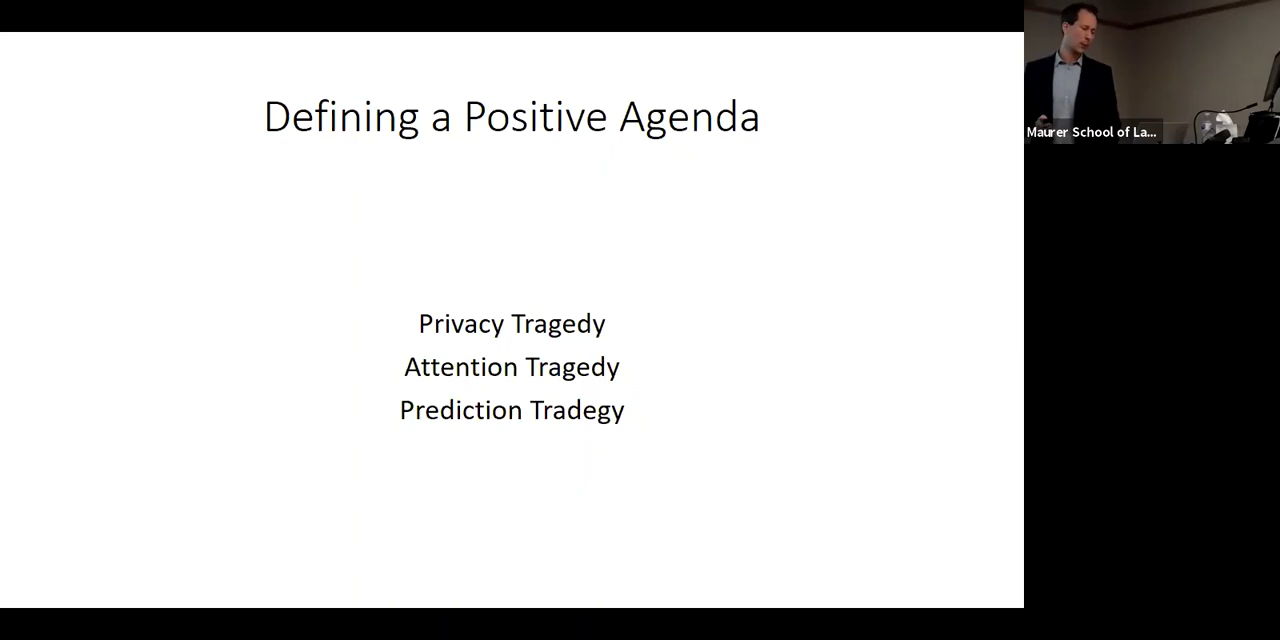 Defining a Positive Agenda
Privacy Tragedy
Attention Tragedy
Prediction Tradegy
Maurer School of La...